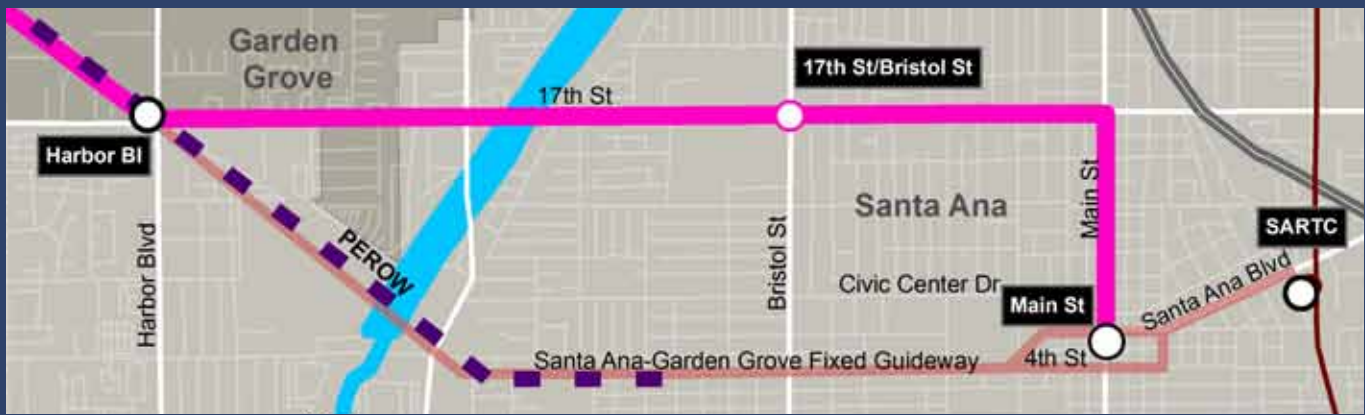 Garden
Grove
17th St/Bristol St
17th St
Harbor Bl
Main St
Santa Ana
SARTC
Harbor Blvd
PEROW
Bristol St
Civic Center Dr
Main St
Santa Ana Blvd
Santa Ana-Garden Grove Fixed Guideway
4th St